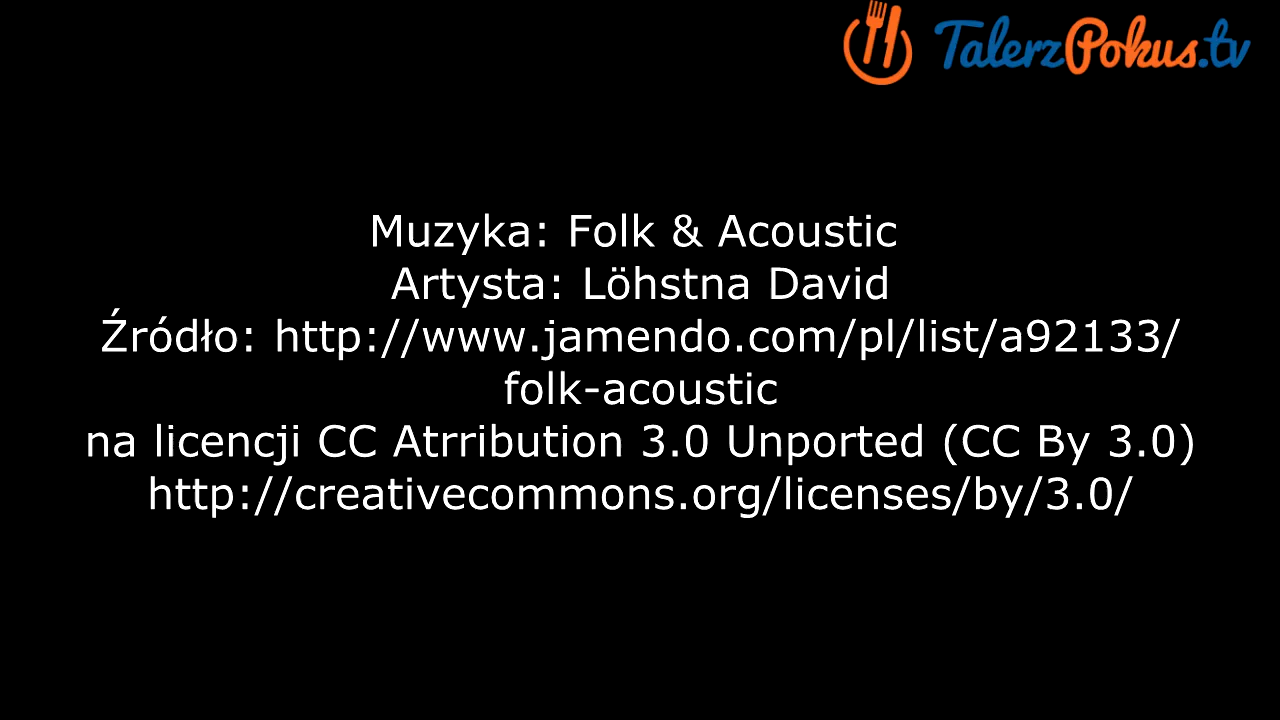 TalerzPokus.tv
Muzyka: Folk & Acoustic
Artysta: Löhstna David
Źródło: http://www.jamendo.com/pl/list/a92133/
folk-acoustic
na licencji CC Atrribution 3.0 Unported (CC By 3.0)
http://creativecommons.org/licenses/by/3.0/